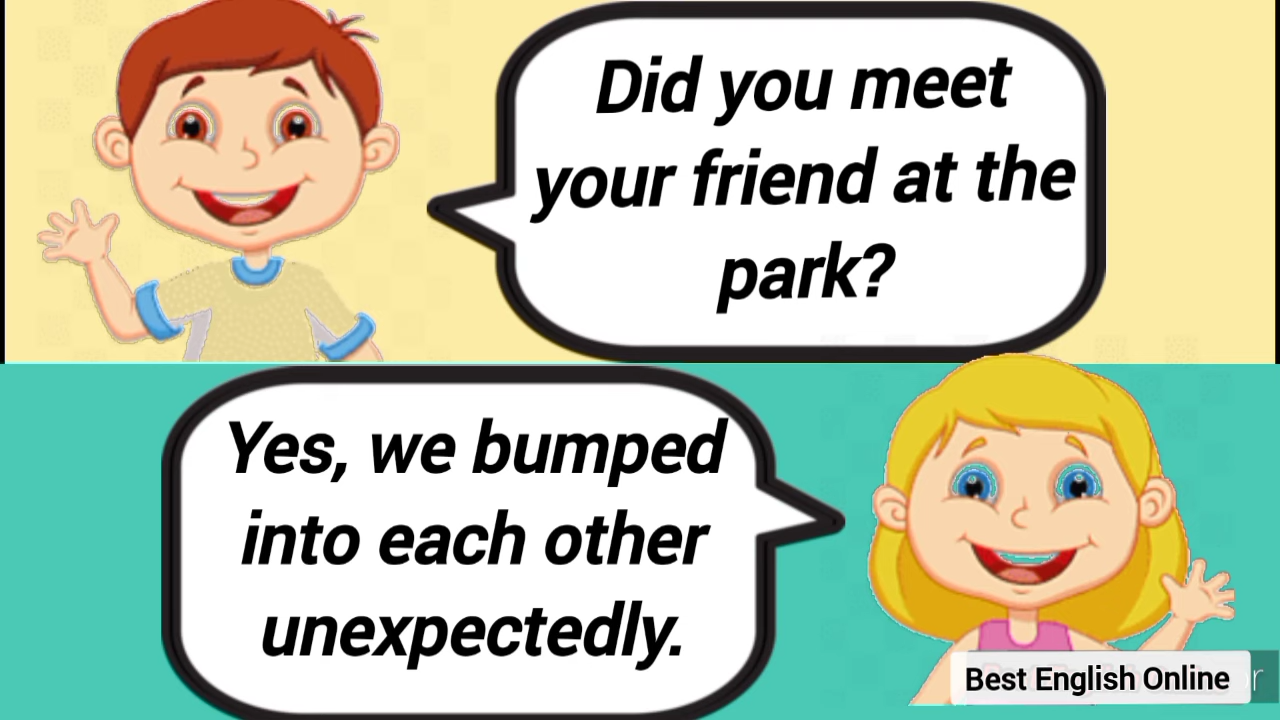 Did you meet
your friend at the
park?
Yes, we bumped
into each other
unexpectedly.
Best English Online